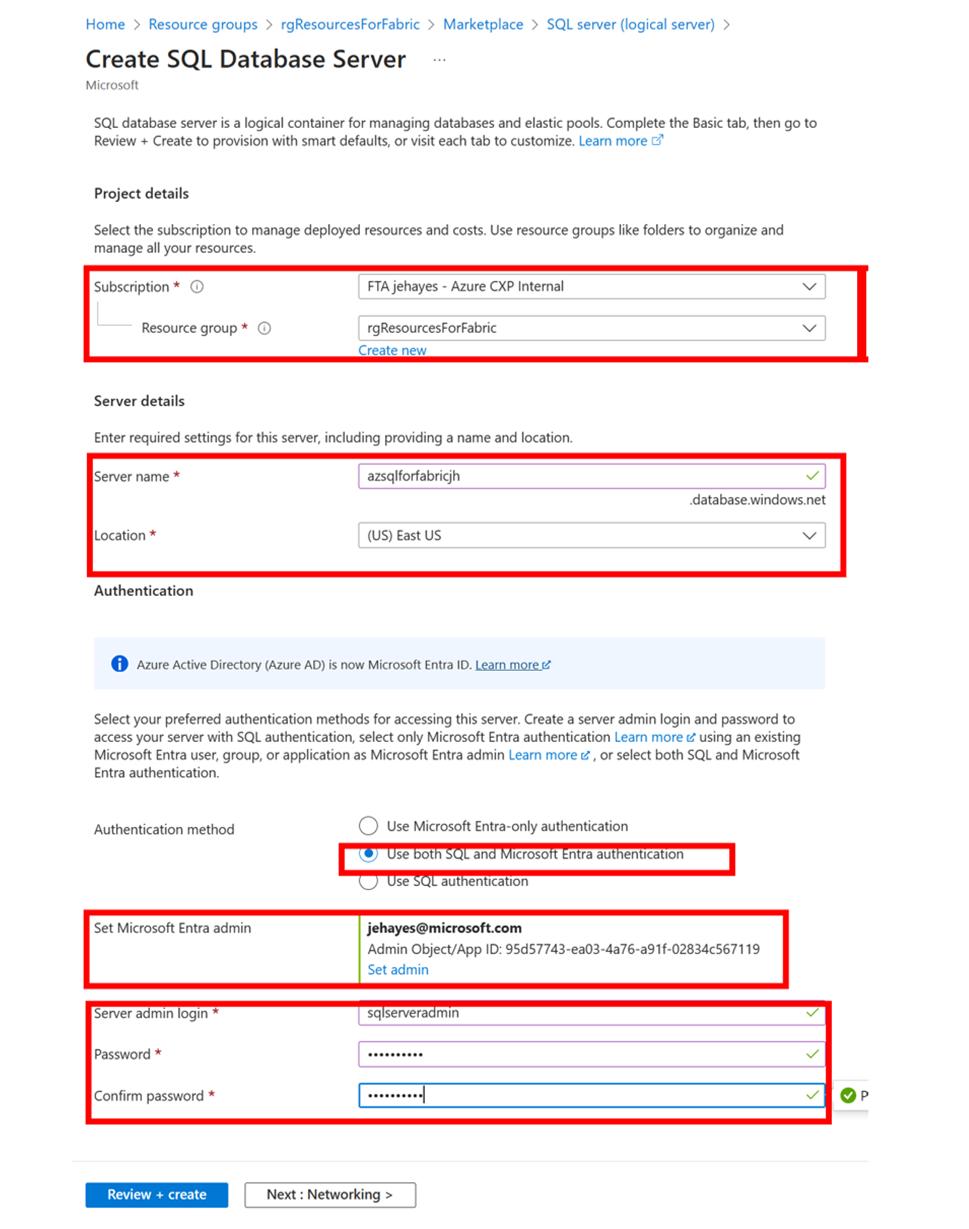 Home > Resource groups > rgResourcesForFabric > Marketplace > SQL server (logical server) >
Create SQL Database Server ...
Microsoft
SQL database server is a logical container for managing databases and elastic pools. Complete the Basic tab, then go to
Review + Create to provision with smart defaults, or visit each tab to customize. Learn more
Project details
Select the subscription to manage deployed resources and costs. Use resource groups like folders to organize and
manage all your resources.
Subscription * FTA jehayes - Azure CXP Internal
Resource group * rgResourcesForFabric
Create new
Server details
Enter required settings for this server, including providing a name and location.
Server name * azsqlforfabricjh
.database.windows.net
Location * (US) East US
Authentication
Azure Active Directory (Azure AD) is now Microsoft Entra ID. Learn more
Select your preferred authentication methods for accessing this server. Create a server admin login and password to
access your server with SQL authentication, select only Microsoft Entra authentication Learn more using an existing
Microsoft Entra user, group, or application as Microsoft Entra admin Learn more , or select both SQL and Microsoft
Entra authentication.
Authentication method Use Microsoft Entra-only authentication
Use both SQL and Microsoft Entra authentication
Use SQL authentication
Set Microsoft Entra admin jehayes@microsoft.com
Admin Object/App ID: 95d57743-ea03-4a76-a91f-02834c567119
Set admin
Server admin login * sqlserveradmin
Password * ••••••••••
Confirm password * ••••••••••
Review + create Next : Networking >